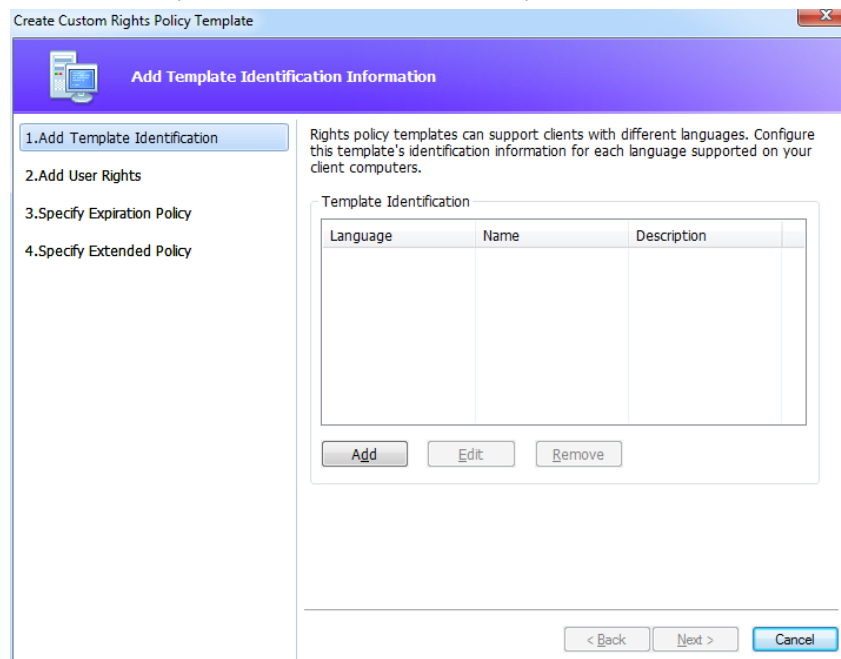 Create Custom Rights Policy Template
Add Template Identification Information
1.Add Template Identification
2.Add User Rights
3.Specify Expiration Policy
4.Specify Extended Policy
Rights policy templates can support clients with different languages. Configure
this template's identification information for each language supported on your
client computers.
Template Identification
Language Name Description
Add Edit Remove
< Back Next > Cancel